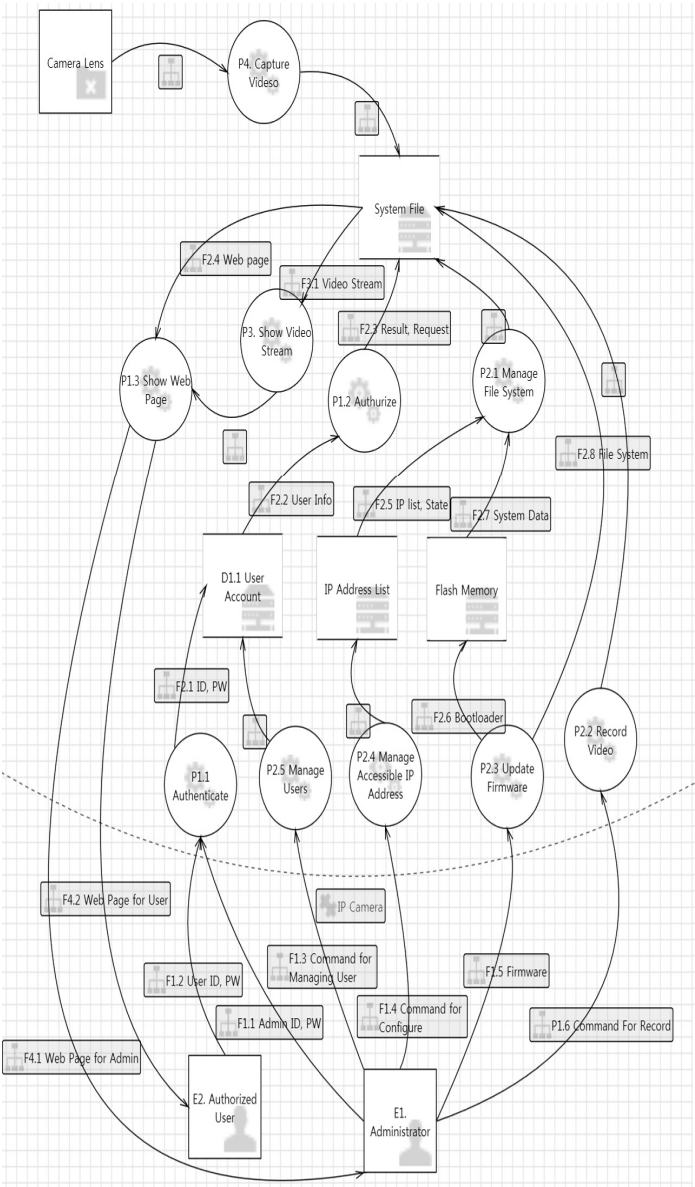 Camera Lens
P4. Capture
Videso
System File
F2.4 Web page
F3.1 Video Stream
P3. Show Video
Stream
F2.3 Result, Request
P1.3 Show Web
Page
P1.2 Authurize
P2.1 Manage
File System
F2.8 File System
F2.2 User Info
F2.5 IP list, State
F2.7 System Data
D1.1 User
Account
IP Address List
Flash Memory
F2.1 ID, PW
F2.6 Bootloader
P1.1
Authenticate
P2.5 Manage
Users
P2.4 Manage
Accessible IP
Address
P2.3 Update
Firmware
P2.2 Record
Video
F4.2 Web Page for User
IP Camera
F1.2 User ID, PW
F1.3 Command for
Managing User
F1.5 Firmware
F1.1 Admin ID, PW
F1.4 Command for
Configure
P1.6 Command For Record
F4.1 Web Page for Admin
E2. Authorized
User
E1.
Administrator